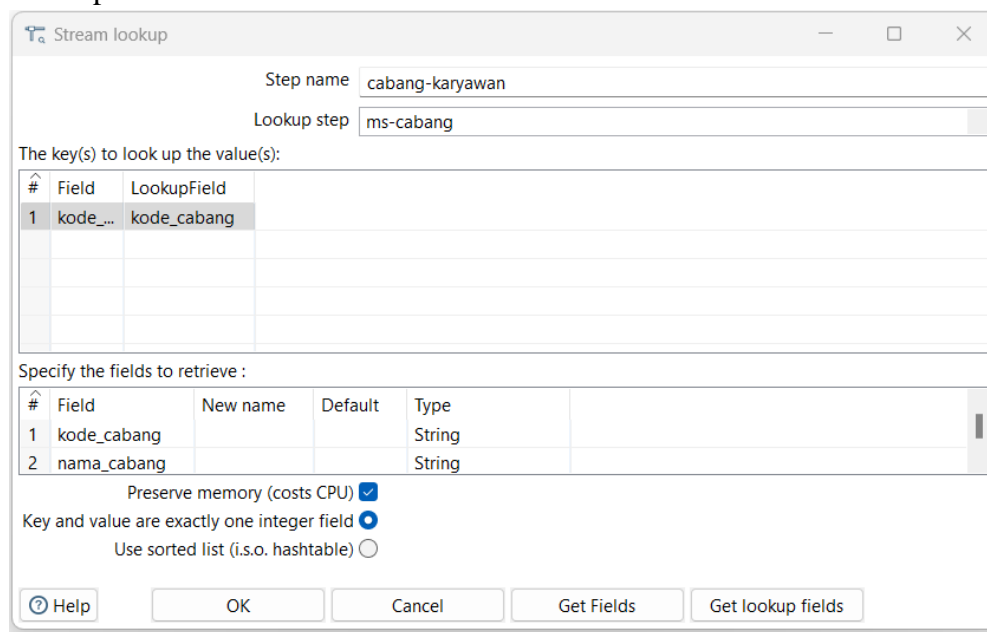 Stream lookup
Step name cabang-karyawan
Lookup step ms-cabang
The key(s) to look up the value(s):
# Field LookupField
1 kode_... kode_cabang
Specify the fields to retrieve :
# Field New name Default Type
1 kode_cabang String
2 nama_cabang String
Preserve memory (costs CPU)
Key and value are exactly one integer field
Use sorted list (i.s.o. hashtable)
Help OK Cancel Get Fields Get lookup fields